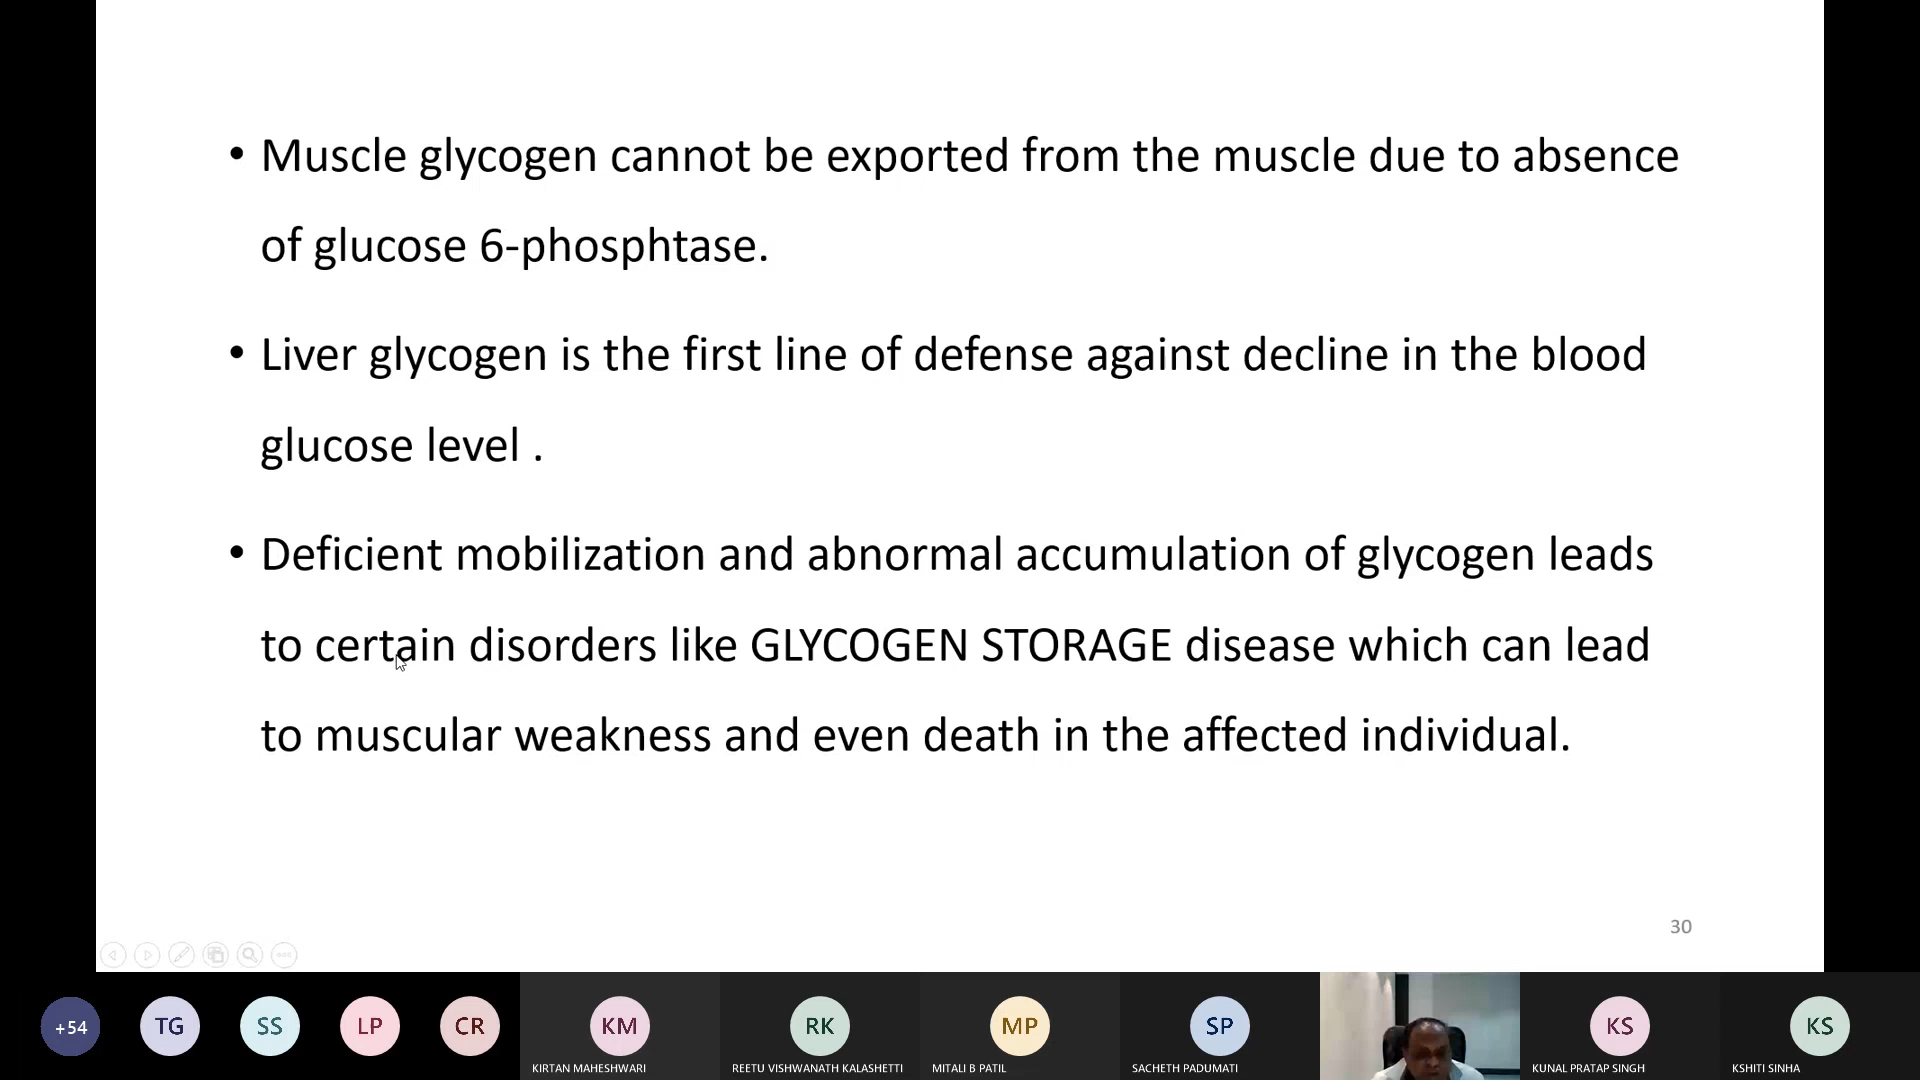 • Muscle glycogen cannot be exported from the muscle due to absence
of glucose 6-phosphtase.
• Liver glycogen is the first line of defense against decline in the blood
glucose level .
• Deficient mobilization and abnormal accumulation of glycogen leads
to certain disorders like GLYCOGEN STORAGE disease which can lead
to muscular weakness and even death in the affected individual.
30
+54 TG SS LP CR KM RK MP SP KS KS
KIRTAN MAHESHWARI REETU VISHWANATH KALASHETTI MITALI B PATIL SACHETH PADUMATI KUNAL PRATAP SINGH KSHITI SINHA